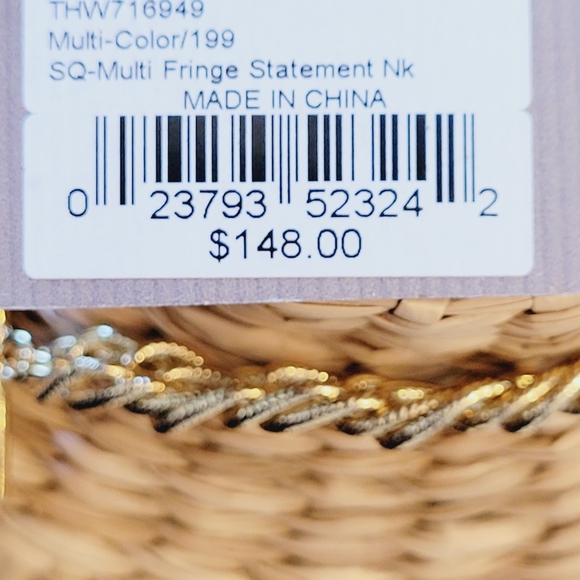 THW716949
Multi-Color/199
SQ-Multi Fringe Statement Nk
MADE IN CHINA
0 23793 52324 2
$148.00